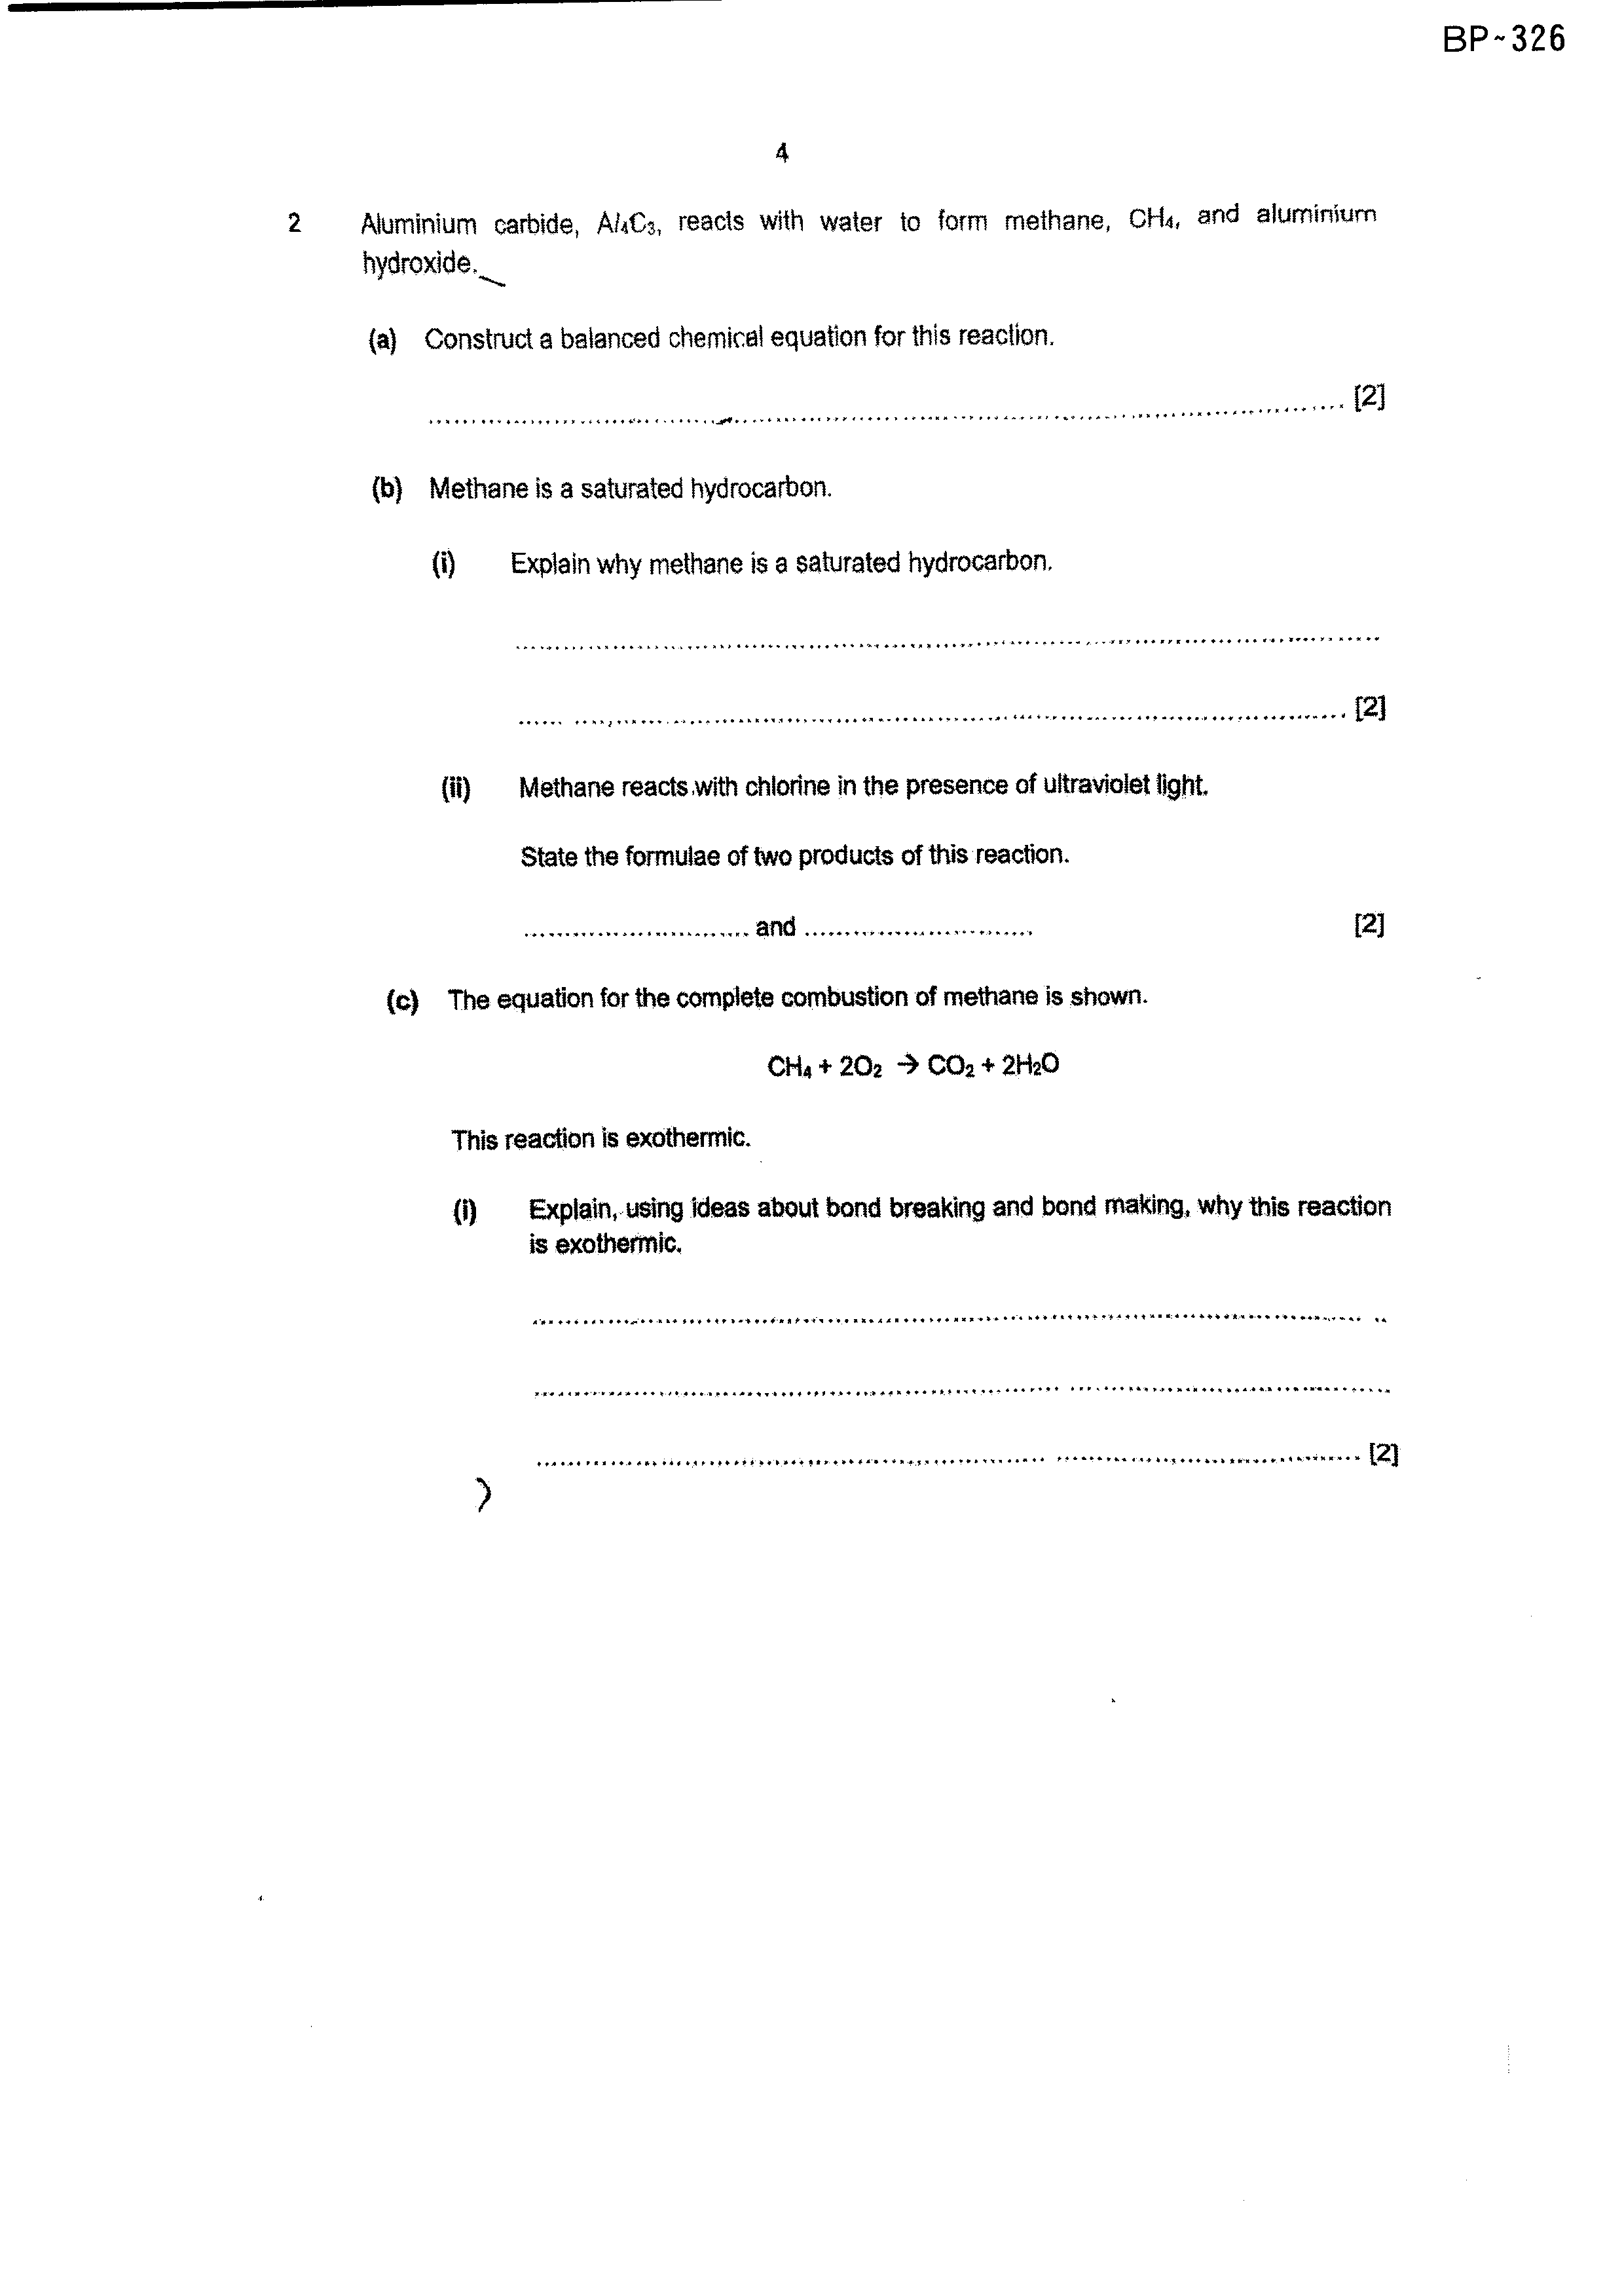 BP~326
4
2 Aluminium carbide, Al₄C₃, reacts with water to form methane, CH₄, and aluminium
hydroxide.
(a) Construct a balanced chemical equation for this reaction.
[2]
(b) Methane is a saturated hydrocarbon.
(i) Explain why methane is a saturated hydrocarbon.
[2]
(ii) Methane reacts with chlorine in the presence of ultraviolet light.
State the formulae of two products of this reaction.
and [2]
(c) The equation for the complete combustion of methane is shown.
CH₄ + 2O₂ → CO₂ + 2H₂O
This reaction is exothermic.
(i) Explain, using ideas about bond breaking and bond making, why this reaction
is exothermic.
[2]